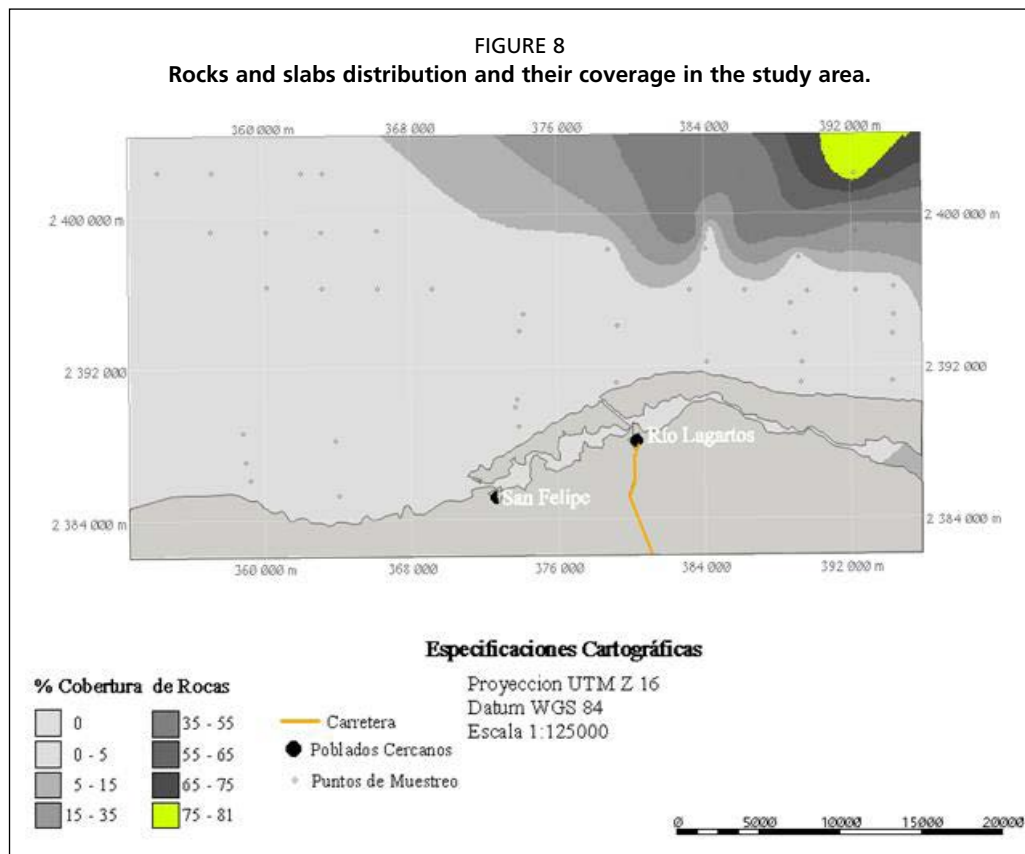 FIGURE 8
Rocks and slabs distribution and their coverage in the study area.
360 000 m 368 000 376 000 384 000 392 000 m
2 400 000 m 2 400 000 m
2 392 000 2 392 000
Río Lagartos
San Felipe
2 384 000 m 2 384 000 m
360 000 m 368 000 376 000 384 000 392 000 m
Especificaciones Cartográficas
Proyeccion UTM Z 16
Datum WGS 84
Escala 1:125000
% Cobertura de Rocas
0 35 - 55
0 - 5 55 - 65
5 - 15 65 - 75
15 - 35 75 - 81
Carretera
Poblados Cercanos
Puntos de Muestreo
0 5000 10000 15000 20000